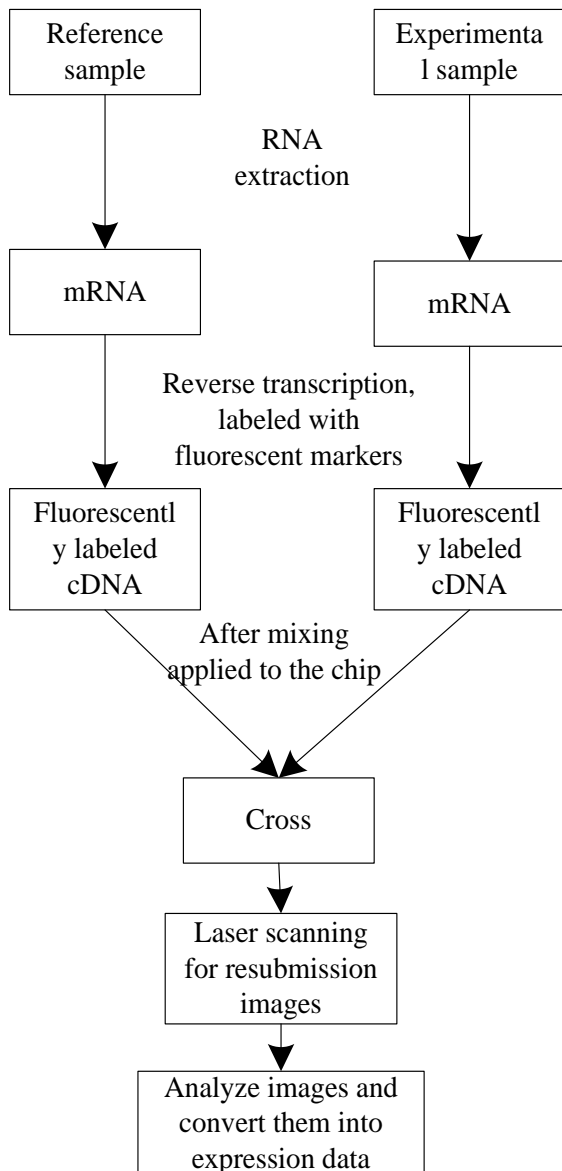 Reference
sample
Experimenta
l sample
RNA
extraction
mRNA
mRNA
Reverse transcription,
labeled with
fluorescent markers
Fluorescentl
y labeled
cDNA
Fluorescentl
y labeled
cDNA
After mixing
applied to the chip
Cross
Laser scanning
for resubmission
images
Analyze images and
convert them into
expression data